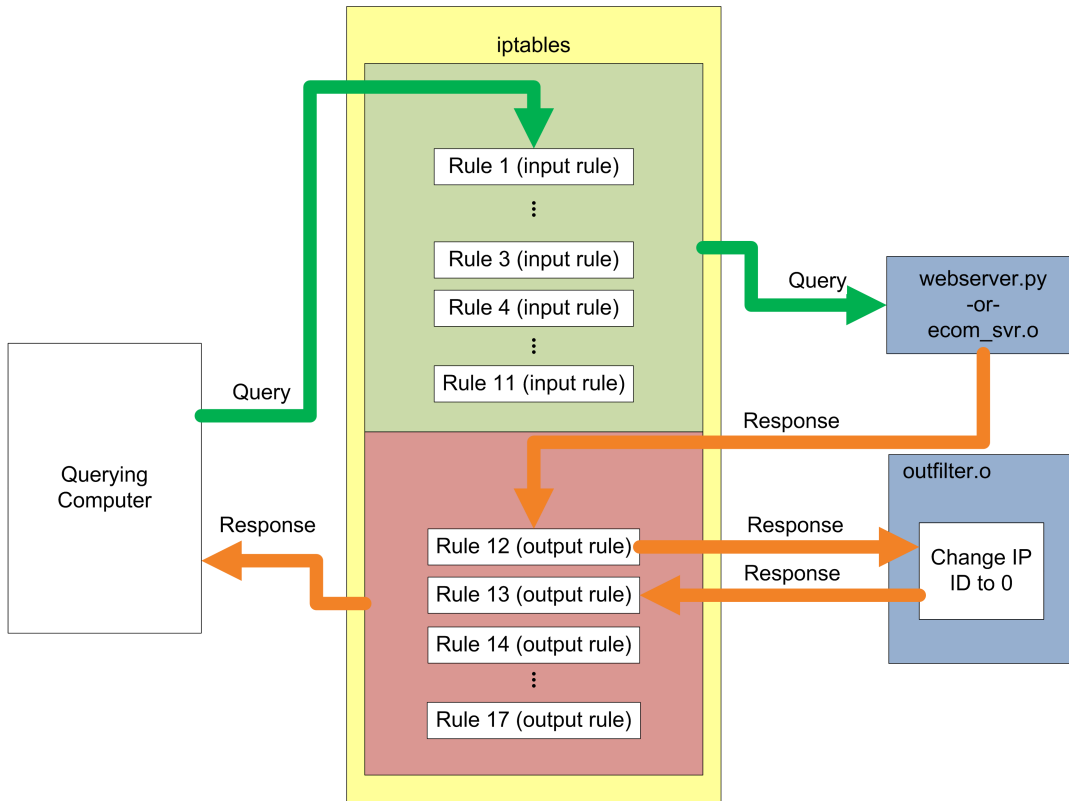 iptables
Rule 1 (input rule)
Rule 3 (input rule)
Rule 4 (input rule)
Rule 11 (input rule)
Query
Query
webserver.py
-or-
ecom_svr.o
Querying
Computer
Response
Response
Rule 12 (output rule)
Rule 13 (output rule)
Rule 14 (output rule)
Rule 17 (output rule)
Response
Response
outfilter.o
Change IP
ID to 0